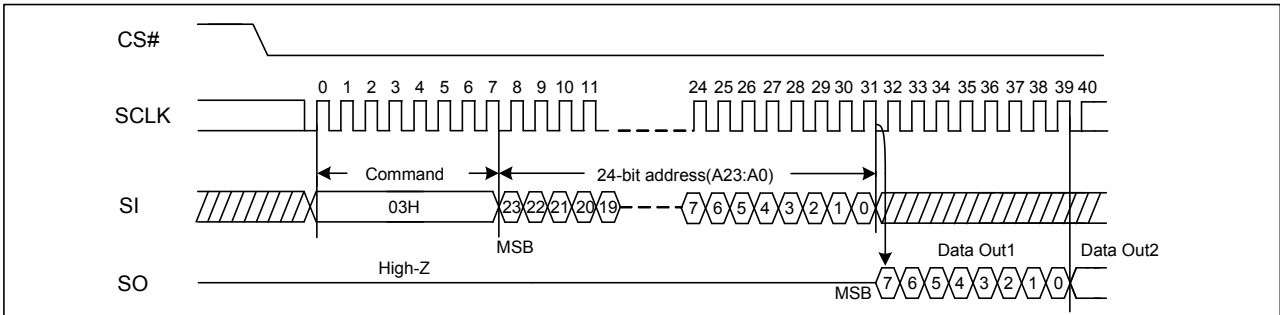 CS#
0 1 2 3 4 5 6 7 8 9 10 11 24 25 26 27 28 29 30 31 32 33 34 35 36 37 38 39 40
SCLK
Command 24-bit address(A23:A0)
SI 03H 23 22 21 20 19 7 6 5 4 3 2 1 0
MSB
High-Z Data Out1 Data Out2
SO MSB 7 6 5 4 3 2 1 0